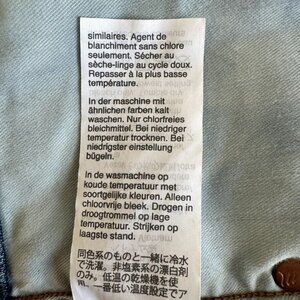 similaires. Agent de
blanchiment sans chlore
seulement. Sécher au
sèche-linge au cycle doux.
Repasser à la plus basse
température.
In der maschine mit
ähnlichen farben kalt
waschen. Nur chlorfreies
bleichmittel. Bei niedriger
temperatur trocknen. Bei
niedrigster einstellung
bügeln.
In de wasmachine op
koude temperatuur met
soortgelijke kleuren. Alleen
chloorvrije bleek. Drogen in
droogtrommel op lage
temperatuur. Strijken op
laagste stand.
同色系のものと一緒に冷水
で洗濯。非塩素系の漂白剤
のみ。低温の乾燥機を使
用。一番低い温度設定でア